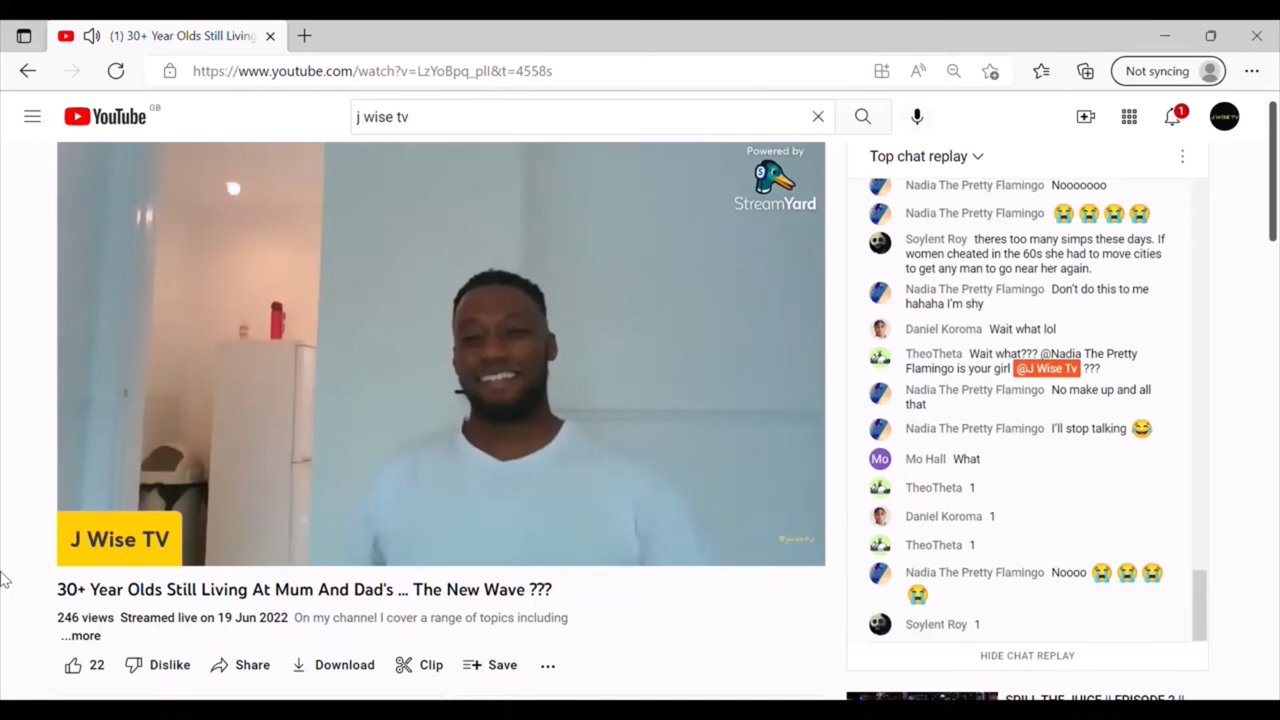 (1) 30+ Year Olds Still Living
https://www.youtube.com/watch?v=LzYoBpq_plI&t=4558s
Not syncing
YouTube GB
j wise tv
1
J WISE TV
Powered by
StreamYard
J Wise TV
@jwisetv
30+ Year Olds Still Living At Mum And Dad's ... The New Wave ???
246 views Streamed live on 19 Jun 2022 On my channel I cover a range of topics including
...more
22
Dislike
Share
Download
Clip
Save
Top chat replay
Nadia The Pretty Flamingo Nooooooo
Nadia The Pretty Flamingo 😭😭😭😭
Soylent Roy theres too many simps these days. If
women cheated in the 60s she had to move cities
to get any man to go near her again.
Nadia The Pretty Flamingo Don't do this to me
hahaha I'm shy
Daniel Koroma Wait what lol
TheoTheta Wait what??? @Nadia The Pretty
Flamingo is your girl @J Wise Tv ???
Nadia The Pretty Flamingo No make up and all
that
Nadia The Pretty Flamingo I'll stop talking 😂
Mo Mo Hall What
TheoTheta 1
Daniel Koroma 1
TheoTheta 1
Nadia The Pretty Flamingo Noooo 😭😭😭
😭
Soylent Roy 1
HIDE CHAT REPLAY
SPILL THE JUICE || EPISODE 2 ||